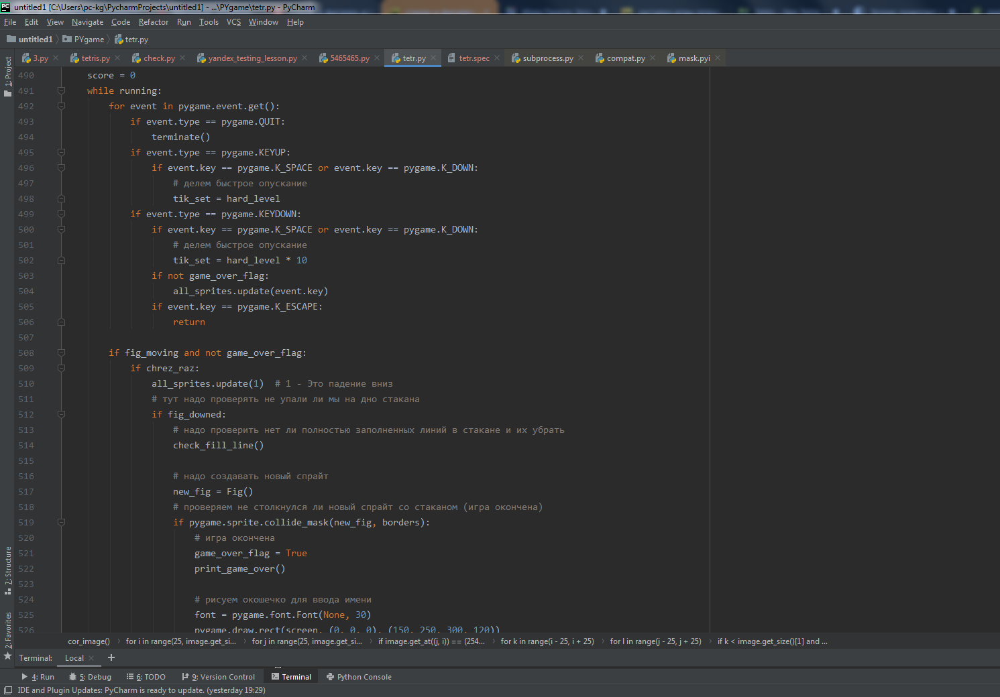 untitled1 [C:\Users\pc-kg\PycharmProjects\untitled1] - ...\PYgame\tetr.py - PyCharm
File Edit View Navigate Code Refactor Run Tools VCS Window Help
untitled1 PYgame tetr.py
3.py tetris.py check.py yandex_testing_lesson.py 5465465.py tetr.py tetr.spec subprocess.py compat.py mask.pyi
1: Project
7: Structure
2: Favorites
490 score = 0
491 while running:
492 for event in pygame.event.get():
493 if event.type == pygame.QUIT:
494 terminate()
495 if event.type == pygame.KEYUP:
496 if event.key == pygame.K_SPACE or event.key == pygame.K_DOWN:
497 # делем быстрое опускание
498 tik_set = hard_level
499 if event.type == pygame.KEYDOWN:
500 if event.key == pygame.K_SPACE or event.key == pygame.K_DOWN:
501 # делем быстрое опускание
502 tik_set = hard_level * 10
503 if not game_over_flag:
504 all_sprites.update(event.key)
505 if event.key == pygame.K_ESCAPE:
506 return
507
508 if fig_moving and not game_over_flag:
509 if chrez_raz:
510 all_sprites.update(1) # 1 - Это падение вниз
511 # тут надо проверять не упали ли мы на дно стакана
512 if fig_downed:
513 # надо проверить нет ли полностью заполненных линий в стакане и их убрать
514 check_fill_line()
515
516 # надо создавать новый спрайт
517 new_fig = Fig()
518 # проверяем не столкнулся ли новый спрайт со стаканом (игра окончена)
519 if pygame.sprite.collide_mask(new_fig, borders):
520 # игра окончена
521 game_over_flag = True
522 print_game_over()
523
524 # рисуем окошечко для ввода имени
525 font = pygame.font.Font(None, 30)
526 pygame.draw.rect(screen, (0, 0, 0), (150, 250, 300, 120))
cor_image() for i in range(25, image.get_si... for j in range(25, image.get_si... if image.get_at((j, i)) == (254... for k in range(i - 25, i + 25) for l in range(j - 25, j + 25) if k < image.get_size()[1] and ...
Terminal: Local +
4: Run 5: Debug 6: TODO 9: Version Control Terminal Python Console
IDE and Plugin Updates: PyCharm is ready to update. (yesterday 19:29)